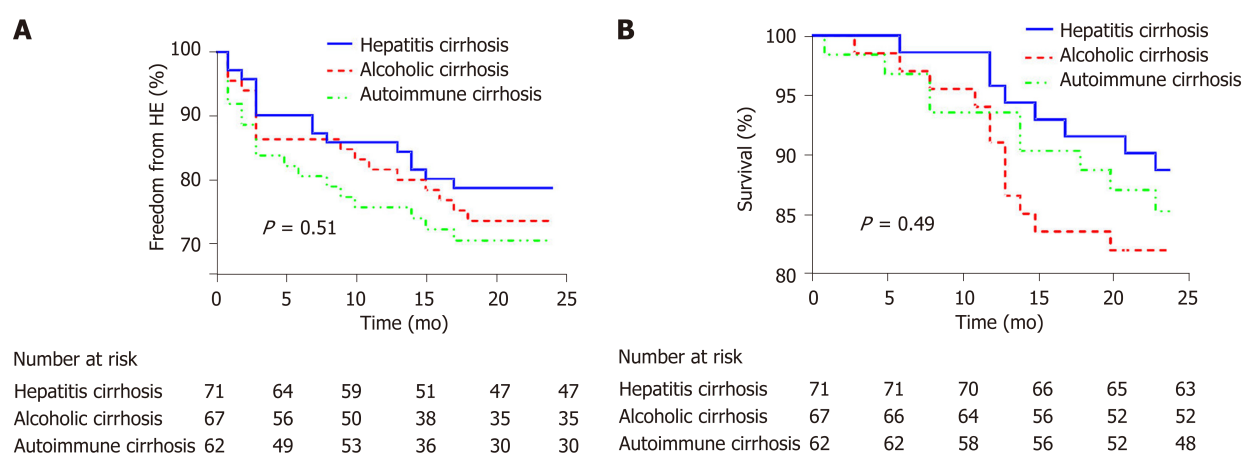 A
Hepatitis cirrhosis
Alcoholic cirrhosis
Autoimmune cirrhosis
Freedom from HE (%)
100
90
80
70
P = 0.51
0 5 10 15 20 25
Time (mo)
Number at risk
Hepatitis cirrhosis 71 64 59 51 47 47
Alcoholic cirrhosis 67 56 50 38 35 35
Autoimmune cirrhosis 62 49 53 36 30 30
B
Hepatitis cirrhosis
Alcoholic cirrhosis
Autoimmune cirrhosis
Survival (%)
100
95
90
85
80
P = 0.49
0 5 10 15 20 25
Time (mo)
Number at risk
Hepatitis cirrhosis 71 71 70 66 65 63
Alcoholic cirrhosis 67 66 64 56 52 52
Autoimmune cirrhosis 62 62 58 56 52 48